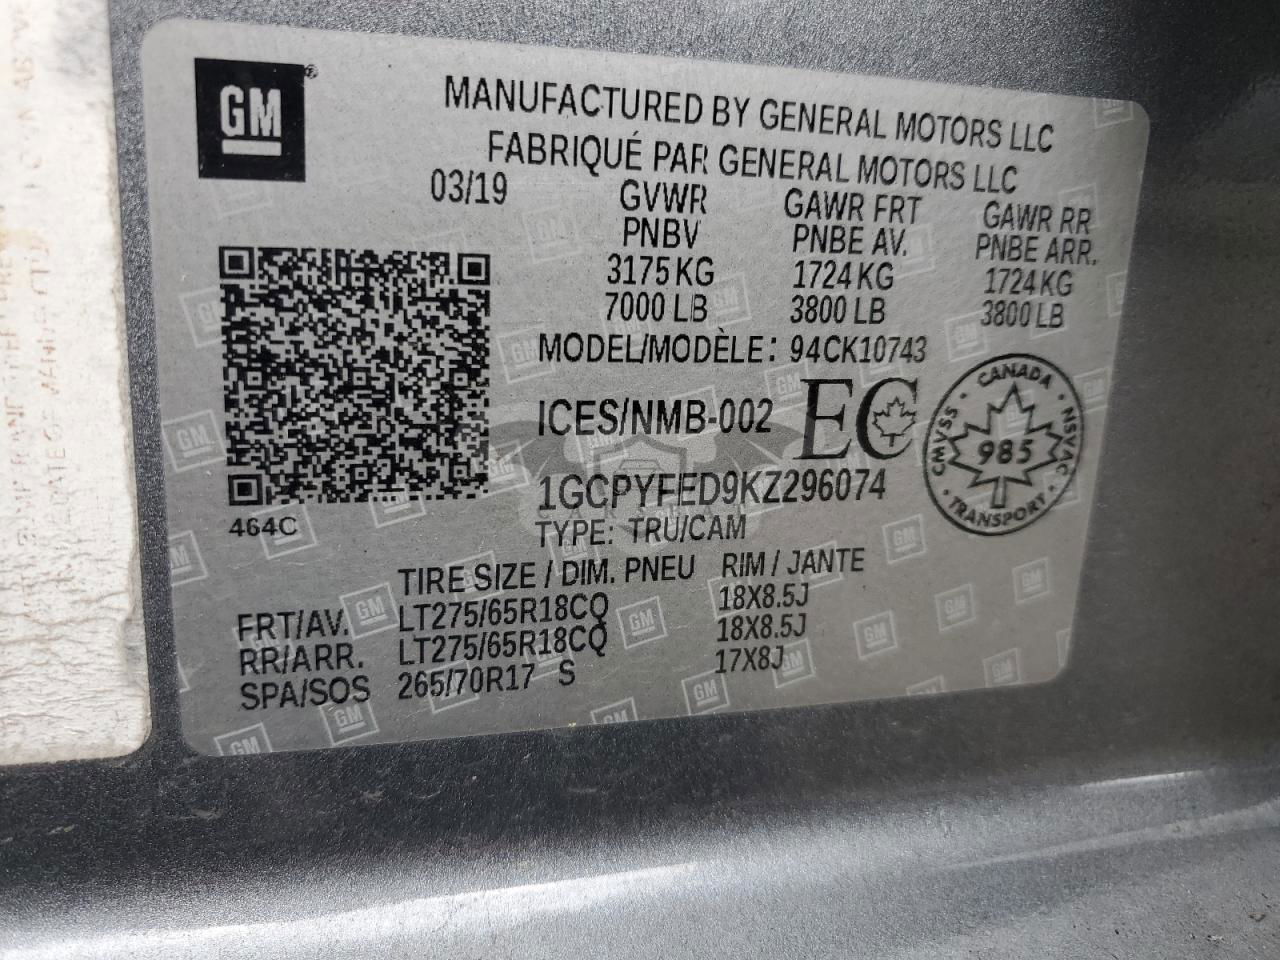 GM®
MANUFACTURED BY GENERAL MOTORS LLC
FABRIQUÉ PAR GENERAL MOTORS LLC
03/19
GVWR GAWR FRT GAWR RR
PNBV PNBE AV. PNBE ARR.
3175 KG 1724 KG 1724 KG
7000 LB 3800 LB 3800 LB
MODEL/MODÈLE: 94CK10743
ICES/NMB-002 EC
CANADA
CMVSS 985 NSVAC
TRANSPORT
1GCPYFED9KZ296074
464C
TYPE: TRU/CAM
TIRE SIZE / DIM. PNEU RIM / JANTE
FRT/AV. LT275/65R18CQ 18X8.5J
RR/ARR. LT275/65R18CQ 18X8.5J
SPA/SOS 265/70R17 S 17X8J